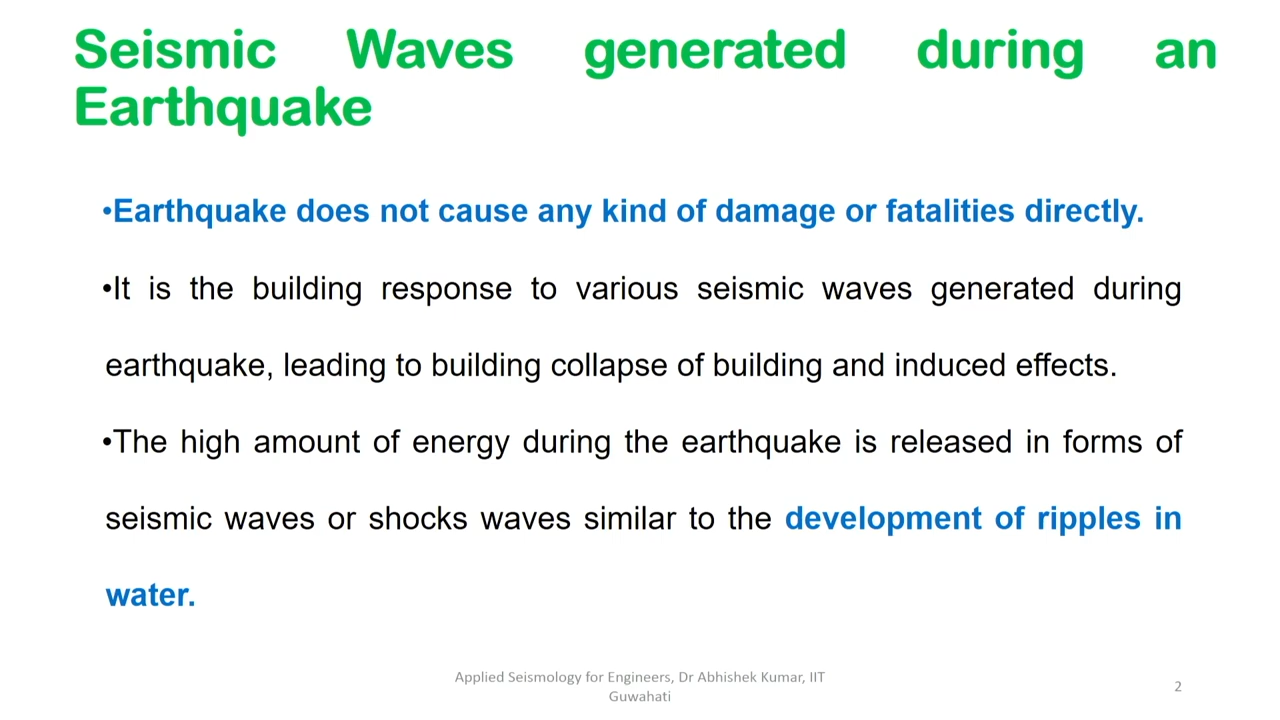 Seismic Waves generated during an
Earthquake
•Earthquake does not cause any kind of damage or fatalities directly.
•It is the building response to various seismic waves generated during
earthquake, leading to building collapse of building and induced effects.
•The high amount of energy during the earthquake is released in forms of
seismic waves or shocks waves similar to the development of ripples in
water.
Applied Seismology for Engineers, Dr Abhishek Kumar, IIT
Guwahati
2